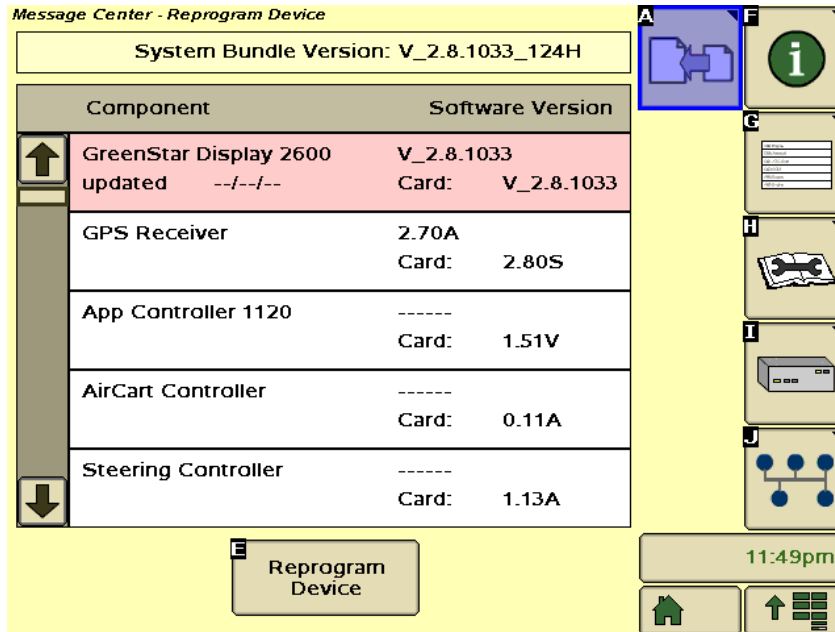 Message Center - Reprogram Device
System Bundle Version: V_2.8.1033_124H
Component Software Version
GreenStar Display 2600 V_2.8.1033
updated --/--/-- Card: V_2.8.1033
GPS Receiver 2.70A
Card: 2.80S
App Controller 1120 ------
Card: 1.51V
AirCart Controller ------
Card: 0.11A
Steering Controller ------
Card: 1.13A
E
Reprogram
Device
A
F
G
H
I
J
11:49pm